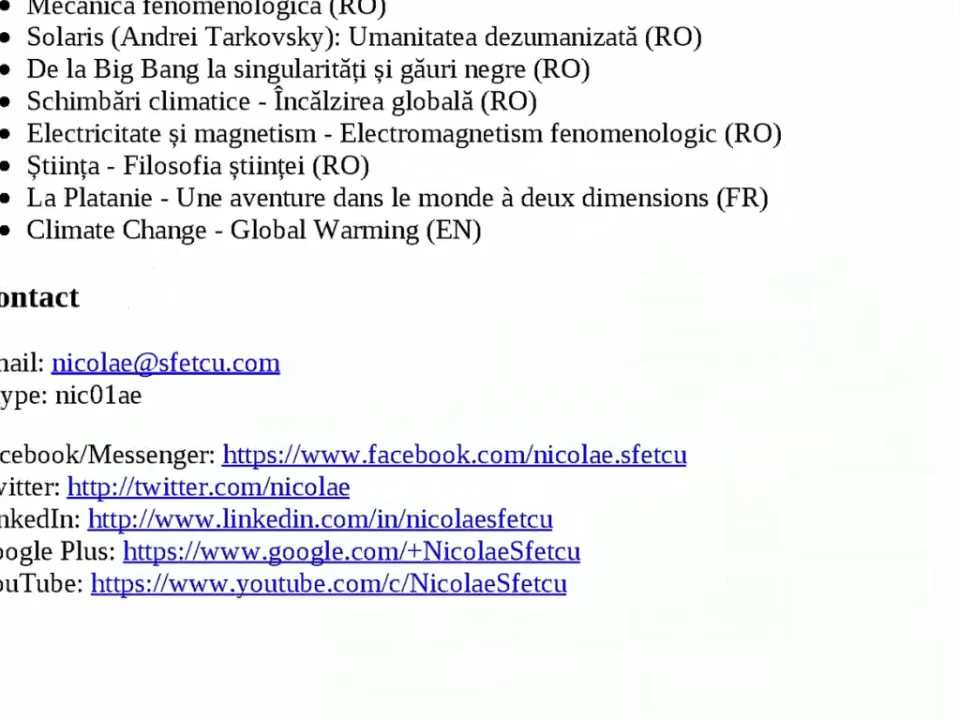 Mecanica fenomenologică (RO)
Solaris (Andrei Tarkovsky): Umanitatea dezumanizată (RO)
De la Big Bang la singularități și găuri negre (RO)
Schimbări climatice - Încălzirea globală (RO)
Electricitate și magnetism - Electromagnetism fenomenologic (RO)
Știința - Filosofia științei (RO)
La Platanie - Une aventure dans le monde à deux dimensions (FR)
Climate Change - Global Warming (EN)
ontact
nail: nicolae@sfetcu.com
ype: nic01ae
cebook/Messenger: https://www.facebook.com/nicolae.sfetcu
vitter: http://twitter.com/nicolae
nkedIn: http://www.linkedin.com/in/nicolaesfetcu
oogle Plus: https://www.google.com/+NicolaeSfetcu
ouTube: https://www.youtube.com/c/NicolaeSfetcu